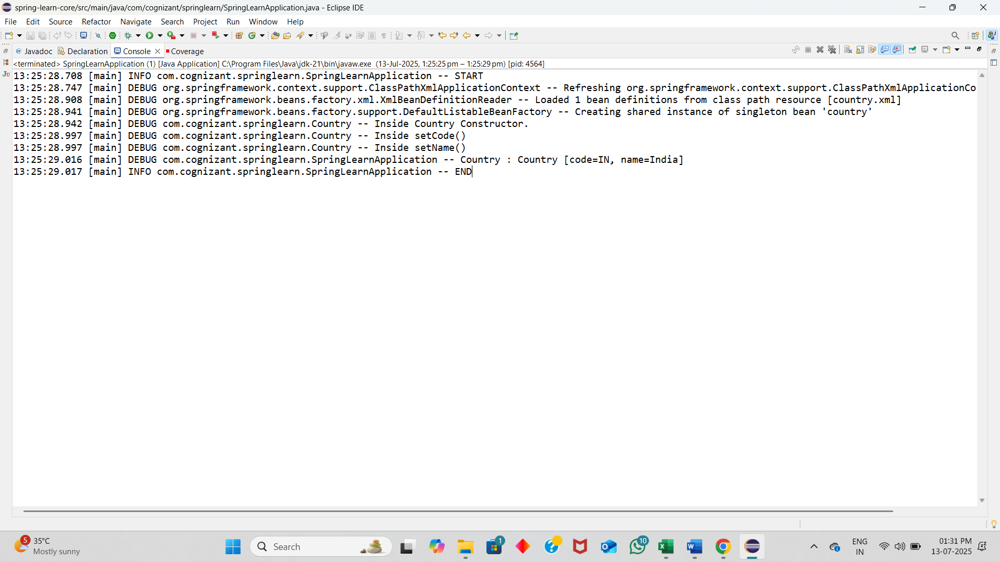 spring-learn-core/src/main/java/com/cognizant/springlearn/SpringLearnApplication.java - Eclipse IDE
File Edit Source Refactor Navigate Search Project Run Window Help
@ Javadoc Declaration Console Coverage
<terminated> SpringLearnApplication (1) [Java Application] C:\Program Files\Java\jdk-21\bin\javaw.exe (13-Jul-2025, 1:25:25 pm – 1:25:29 pm) [pid: 4564]
Ju
13:25:28.708 [main] INFO com.cognizant.springlearn.SpringLearnApplication -- START
13:25:28.747 [main] DEBUG org.springframework.context.support.ClassPathXmlApplicationContext -- Refreshing org.springframework.context.support.ClassPathXmlApplicationCo
13:25:28.908 [main] DEBUG org.springframework.beans.factory.xml.XmlBeanDefinitionReader -- Loaded 1 bean definitions from class path resource [country.xml]
13:25:28.941 [main] DEBUG org.springframework.beans.factory.support.DefaultListableBeanFactory -- Creating shared instance of singleton bean 'country'
13:25:28.942 [main] DEBUG com.cognizant.springlearn.Country -- Inside Country Constructor.
13:25:28.997 [main] DEBUG com.cognizant.springlearn.Country -- Inside setCode()
13:25:28.997 [main] DEBUG com.cognizant.springlearn.Country -- Inside setName()
13:25:29.016 [main] DEBUG com.cognizant.springlearn.SpringLearnApplication -- Country : Country [code=IN, name=India]
13:25:29.017 [main] INFO com.cognizant.springlearn.SpringLearnApplication -- END
5 35°C
Mostly sunny
Search
1
10
ENG
IN
01:31 PM
13-07-2025